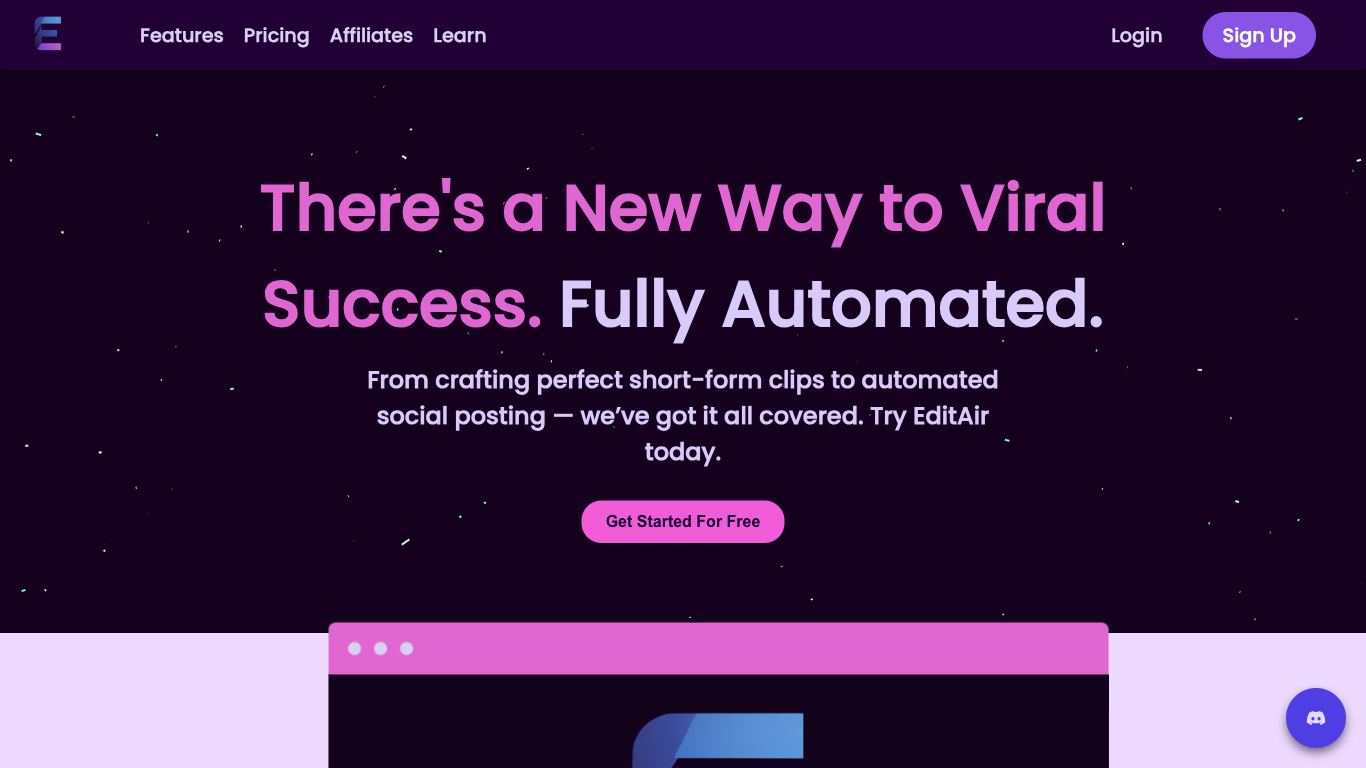 Features Pricing Affiliates Learn Login Sign Up
There's a New Way to Viral
Success. Fully Automated.
From crafting perfect short-form clips to automated
social posting — we’ve got it all covered. Try EditAir
today.
Get Started For Free